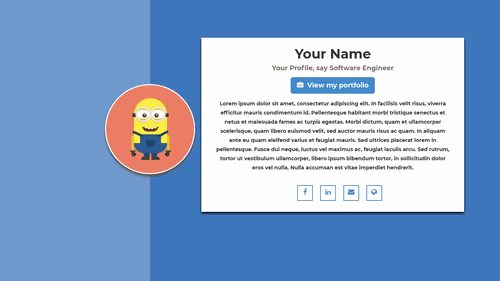 Your Name
Your Profile, say Software Engineer
View my portfolio
Lorem ipsum dolor sit amet, consectetur adipiscing elit. In facilisis velit risus, viverra
efficitur mauris condimentum id. Pellentesque habitant morbi tristique senectus et
netus et malesuada fames ac turpis egestas. Morbi dictum, quam et ullamcorper
scelerisque, quam libero euismod velit, sed auctor mauris risus ac quam. In aliquam
ante eu quam eleifend varius et feugiat mauris. Sed ultrices placerat lorem in
pellentesque. Fusce dui neque, luctus vel maximus ac, feugiat iaculis arcu. Sed rutrum,
tortor ut vestibulum ullamcorper, libero ipsum bibendum tortor, in sollicitudin dolor
eros vel nulla. Nulla accumsan est vitae imperdiet hendrerit.